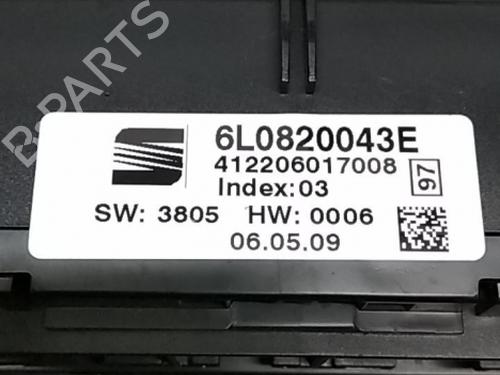 B-PARTS
6L0820043E
412206017008
97
Index:03
SW: 3805 HW: 0006
06.05.09